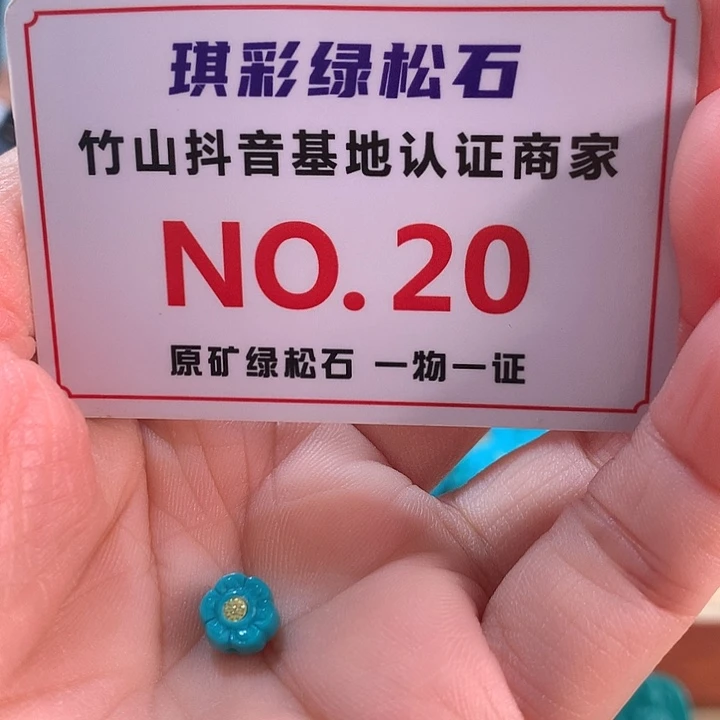 琪彩绿松石
竹山抖音基地认证商家
NO.20
原矿绿松石 一物一证